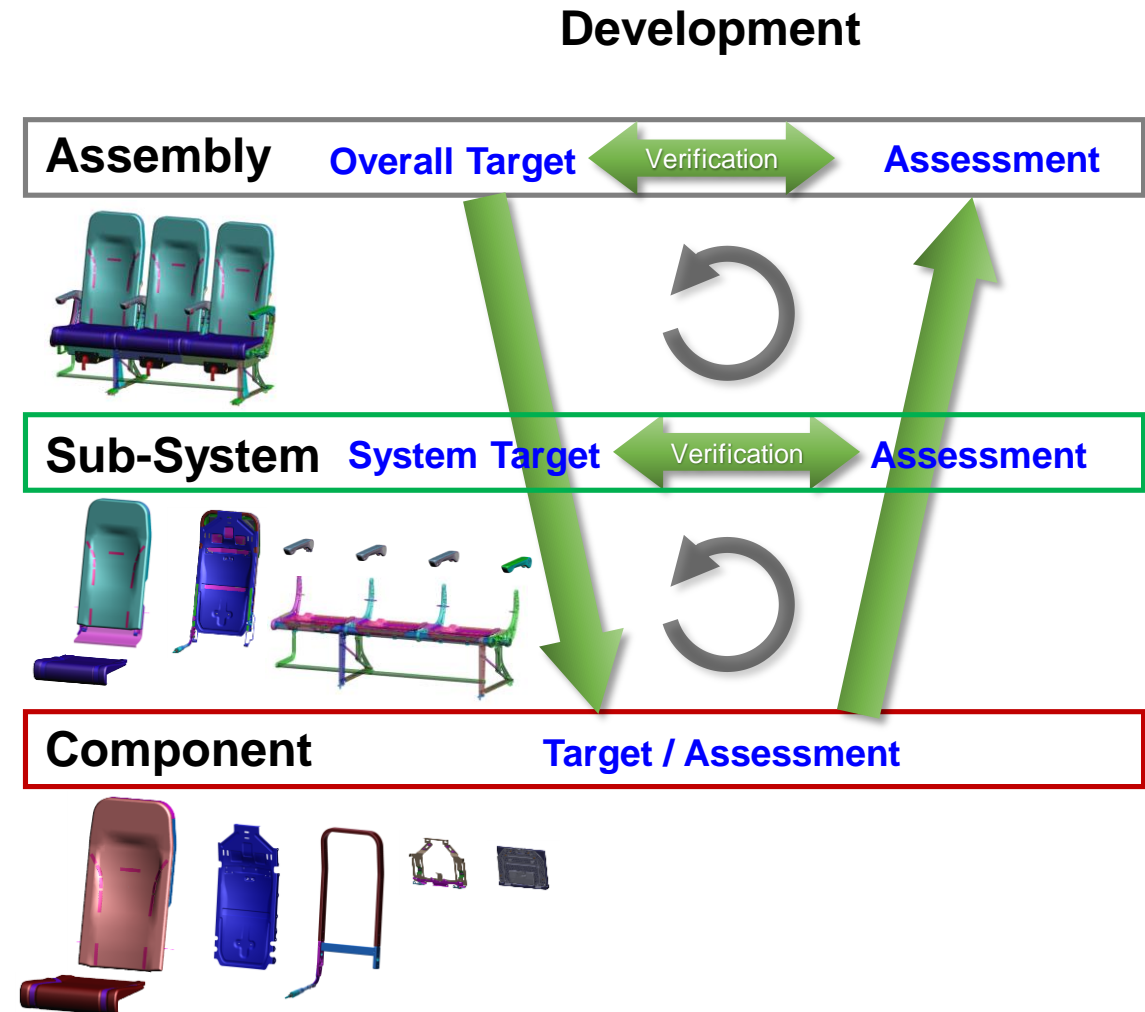 Development
Assembly Overall Target Verification Assessment
Sub-System System Target Verification Assessment
Component Target / Assessment